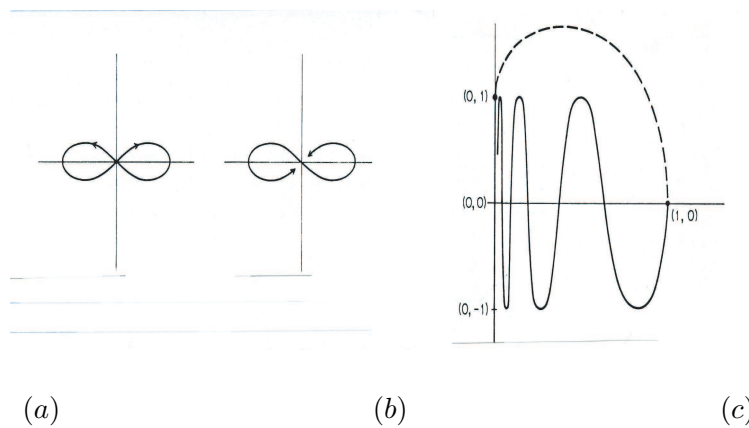 (0, 1)
(0, 0)
(1, 0)
(0, -1)
(a)
(b)
(c)